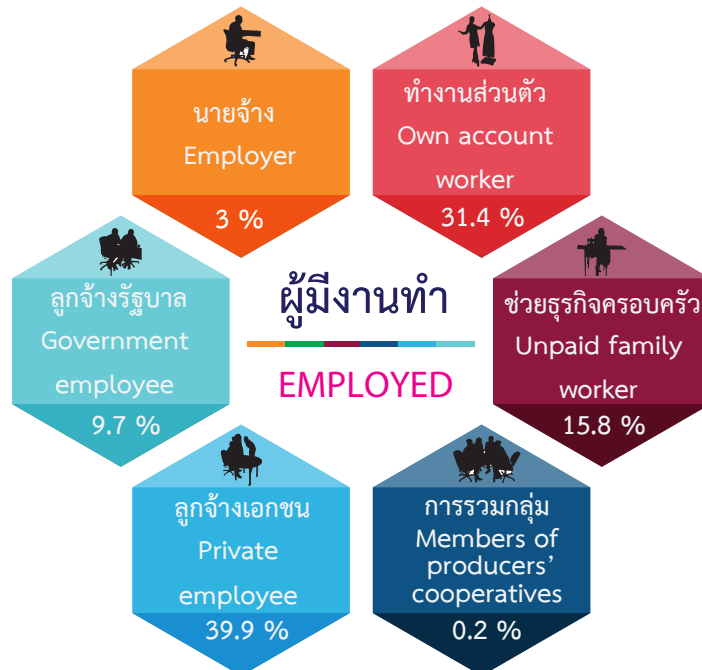 นายจ้าง
Employer
3 %
ทำงานส่วนตัว
Own account
worker
31.4 %
ลูกจ้างรัฐบาล
Government
employee
9.7 %
ผู้มีงานทำ
EMPLOYED
ช่วยธุรกิจครอบครัว
Unpaid family
worker
15.8 %
ลูกจ้างเอกชน
Private
employee
39.9 %
การรวมกลุ่ม
Members of
producers’
cooperatives
0.2 %